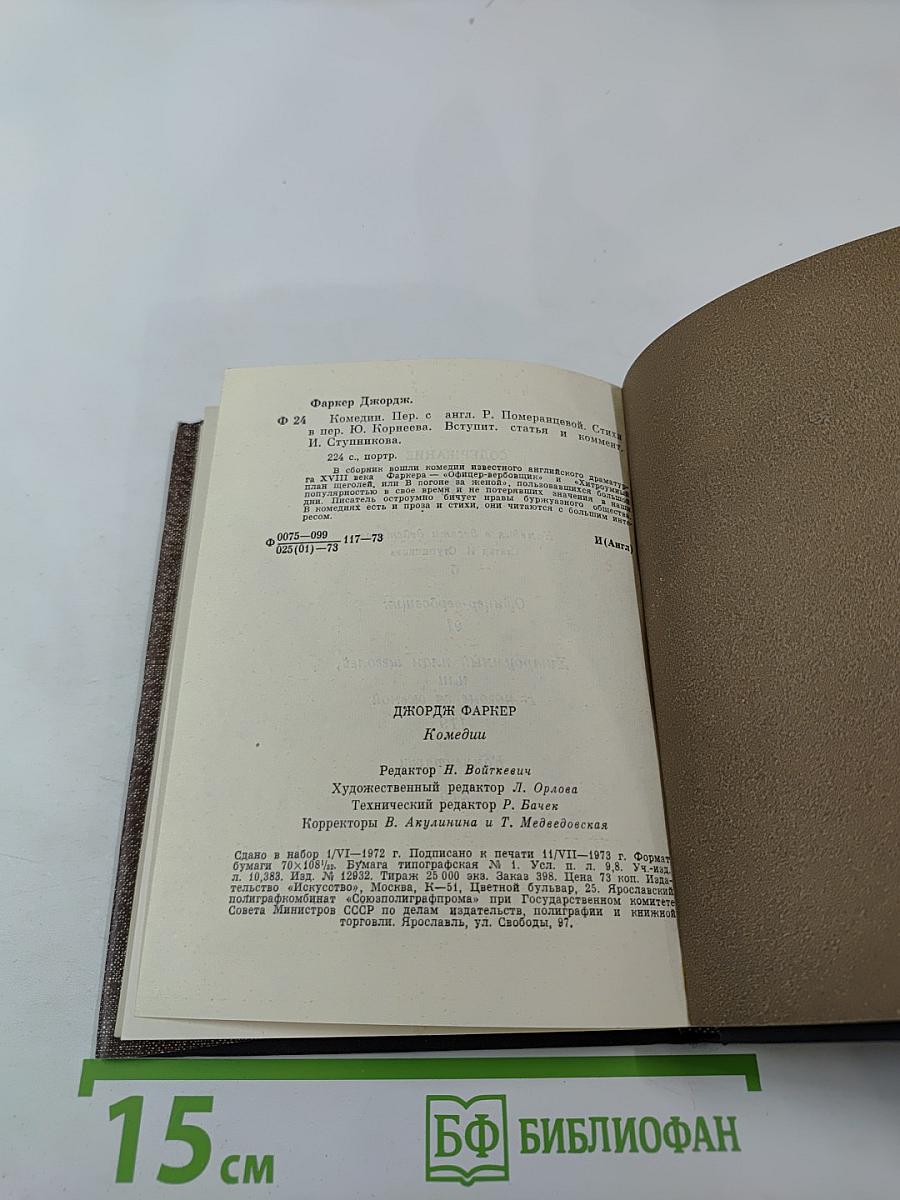 Фаркер Джордж.
Ф 24 Комедии. Пер. с англ. Р. Померанцевой. Стихи
в пер. Ю. Корнеева. Вступит. статья и коммент.
И. Ступникова.
224 с., портр.
В сборник вошли комедии известного английского драматур-
га XVIII века Фаркера — «Офицер-вербовщик» и «Хитроумный
план щеголей, или В погоне за женой», пользовавшихся большой
популярностью в свое время и не потерявших значения в наши
дни. Писатель остроумно бичует нравы буржуазного общества.
В комедиях есть и проза и стихи, они читаются с большим инте-
ресом.
Ф 0075—099
025(01)—73 117—73 И(Англ)
ДЖОРДЖ ФАРКЕР
Комедии
Редактор Н. Войткевич
Художественный редактор Л. Орлова
Технический редактор Р. Бачек
Корректоры В. Акулинина и Т. Медведовская
Сдано в набор 1/VI—1972 г. Подписано к печати 11/VII—1973 г. Формат
бумаги 70×108¹/₃₂. Бумага типографская № 1. Усл. п. л. 9,8. Уч.-изд.
л. 10,383. Изд. № 12932. Тираж 25 000 экз. Заказ 398. Цена 73 коп. Изда-
тельство «Искусство», Москва, К—51, Цветной бульвар, 25. Ярославский
полиграфкомбинат «Союзполиграфпрома» при Государственном комитете
Совета Министров СССР по делам издательств, полиграфии и книжной
торговли. Ярославль, ул. Свободы, 97.
15 см
БФ БИБЛИОФАН